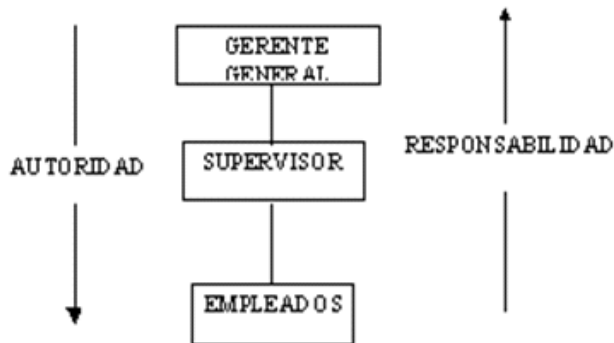 GERENTE
GENERAL
AUTORIDAD
SUPERVISOR
RESPONSABILIDAD
EMPLEADOS